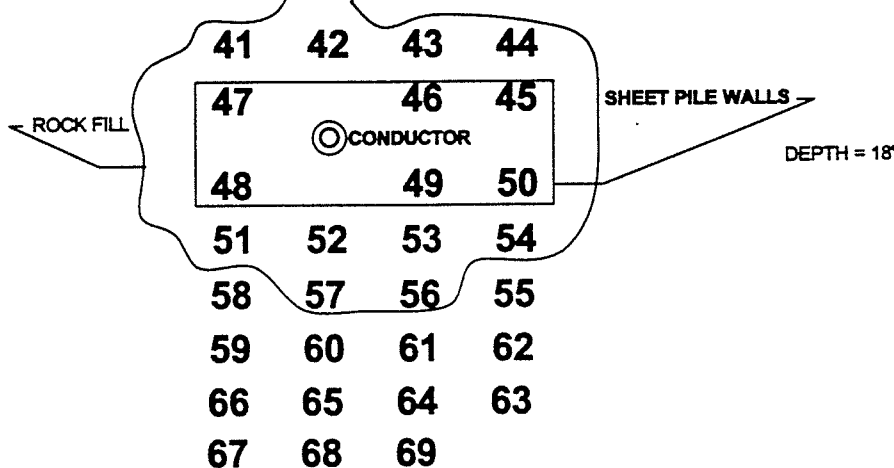 41 42 43 44
47 46 45 SHEET PILE WALLS
ROCK FILL CONDUCTOR
DEPTH = 18'
48 49 50
51 52 53 54
58 57 56 55
59 60 61 62
66 65 64 63
67 68 69